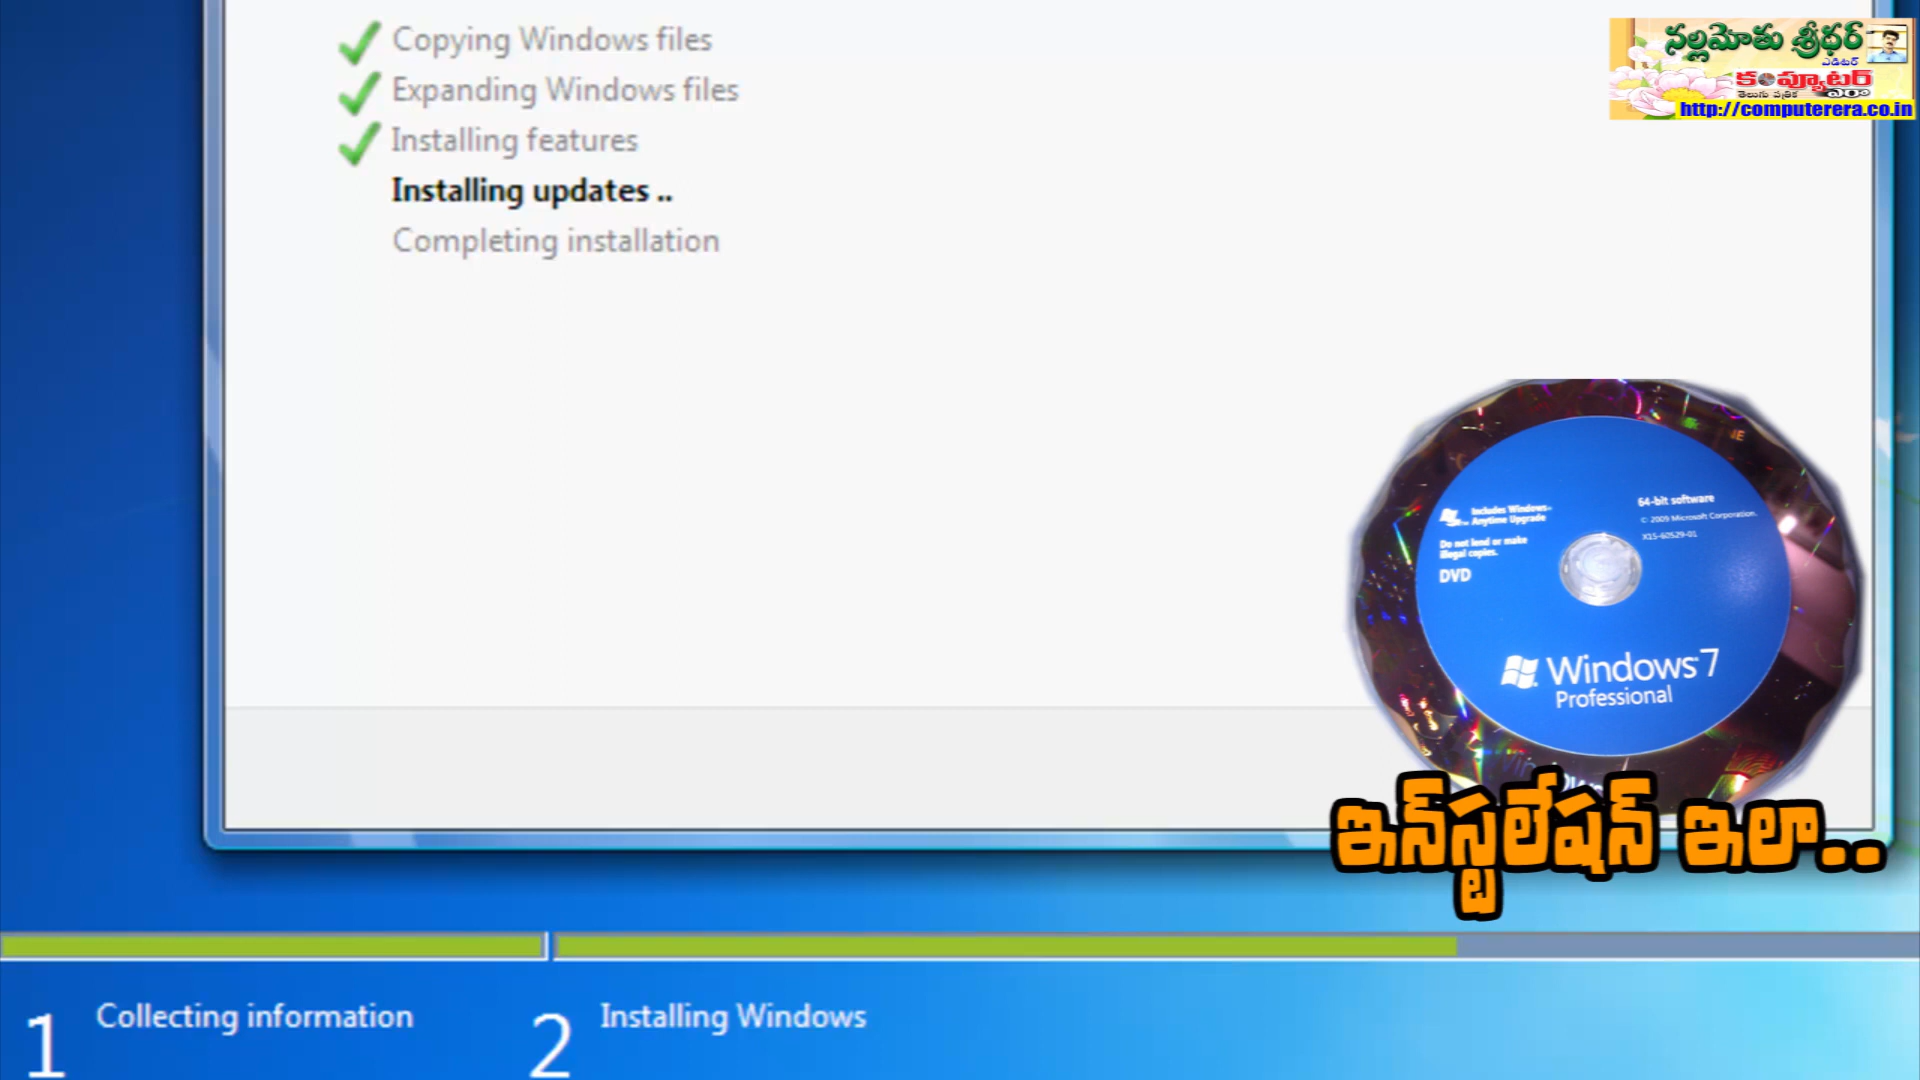 Copying Windows files
Expanding Windows files
Installing features
Installing updates ..
Completing installation
నల్లమోతు శ్రీధర్
ఎడిటర్
కంప్యూటర్
ఎరా
తెలుగు పత్రిక
http://computerera.co.in
Includes Windows
Anytime Upgrade
Do not lend or make
illegal copies.
DVD
64-bit software
© 2009 Microsoft Corporation.
X15-60529-01
Windows 7
Professional
ఇన్‌స్టలేషన్ ఇలా..
1 Collecting information
2 Installing Windows